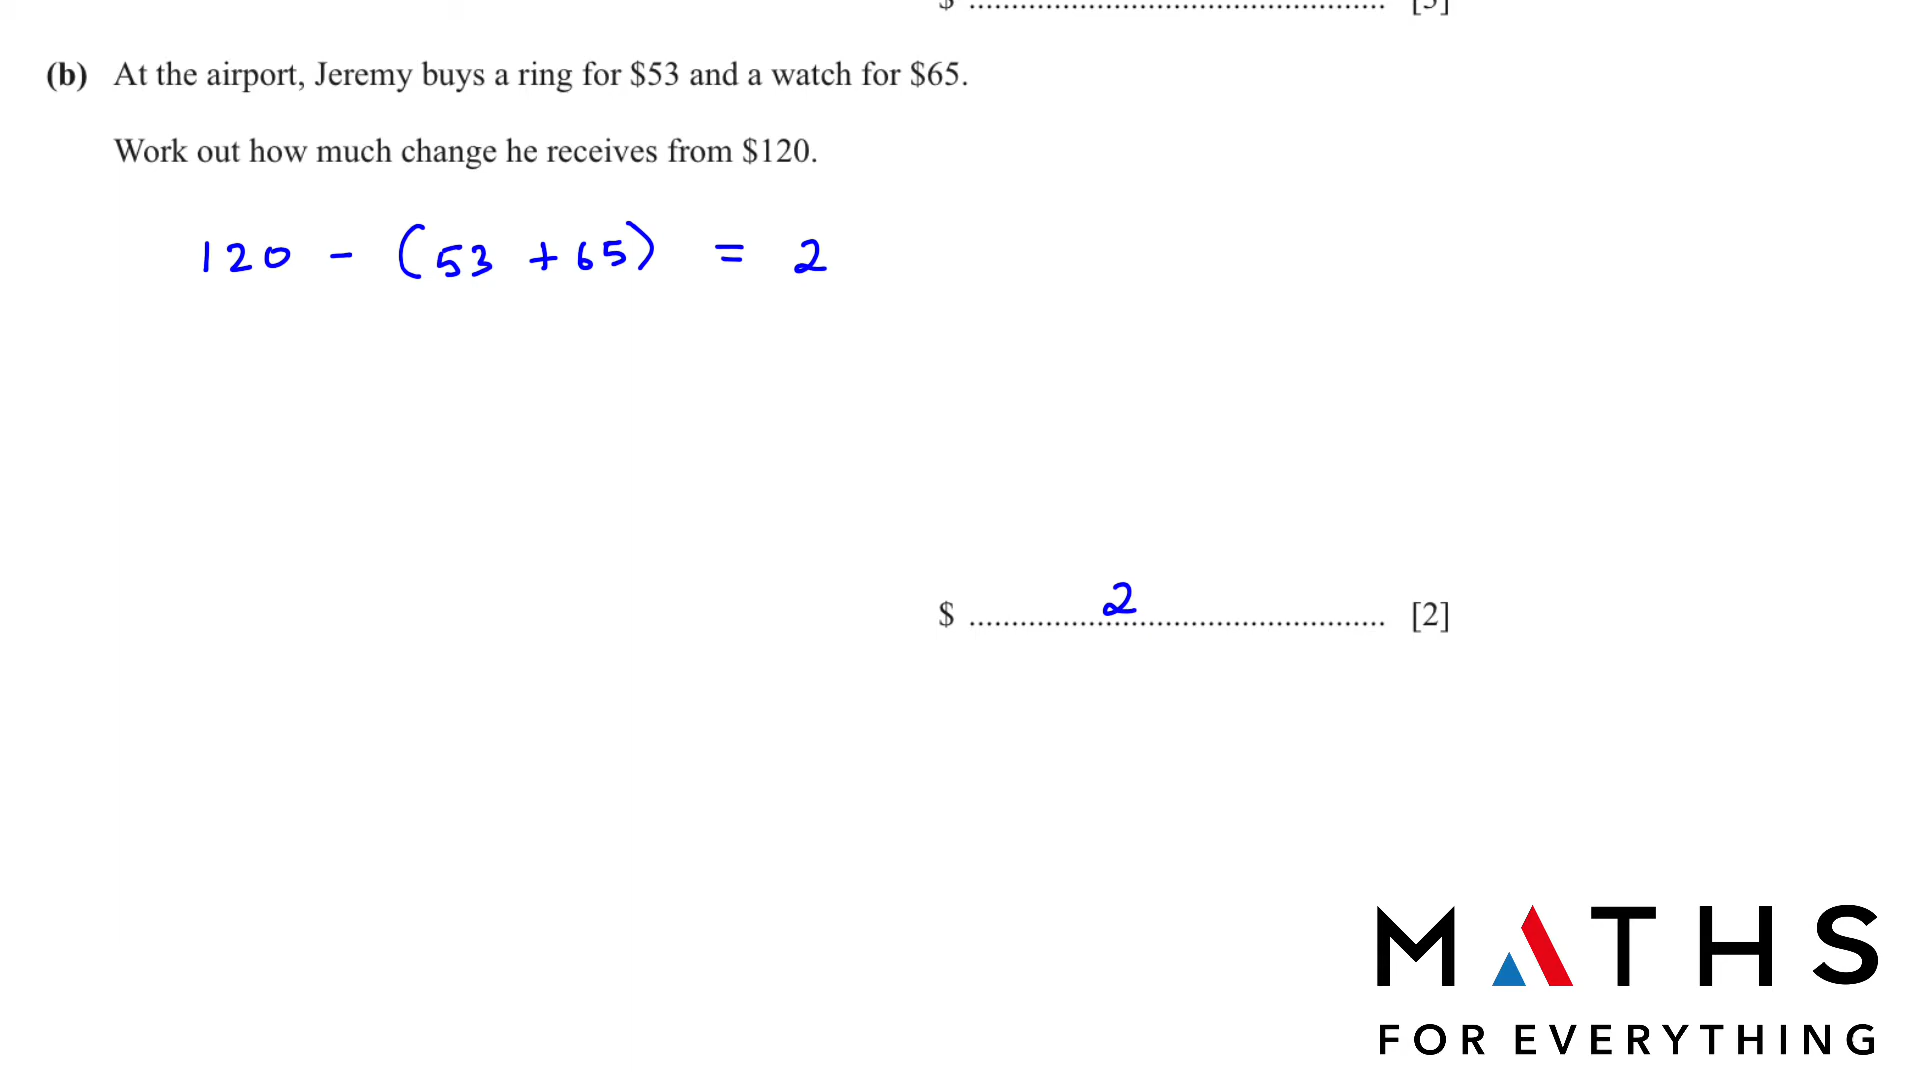 $ ................................................ [3]
(b) At the airport, Jeremy buys a ring for $53 and a watch for $65.
Work out how much change he receives from $120.
120 - (53 + 65) = 2
$ ................2................................ [2]
MATHS
FOR EVERYTHING